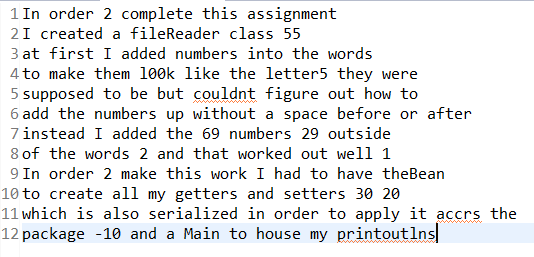 1 In order 2 complete this assignment
2 I created a fileReader class 55
3 at first I added numbers into the words
4 to make them l00k like the letter5 they were
5 supposed to be but couldnt figure out how to
6 add the numbers up without a space before or after
7 instead I added the 69 numbers 29 outside
8 of the words 2 and that worked out well 1
9 In order 2 make this work I had to have theBean
10 to create all my getters and setters 30 20
11 which is also serialized in order to apply it accrs the
12 package -10 and a Main to house my printoutlns